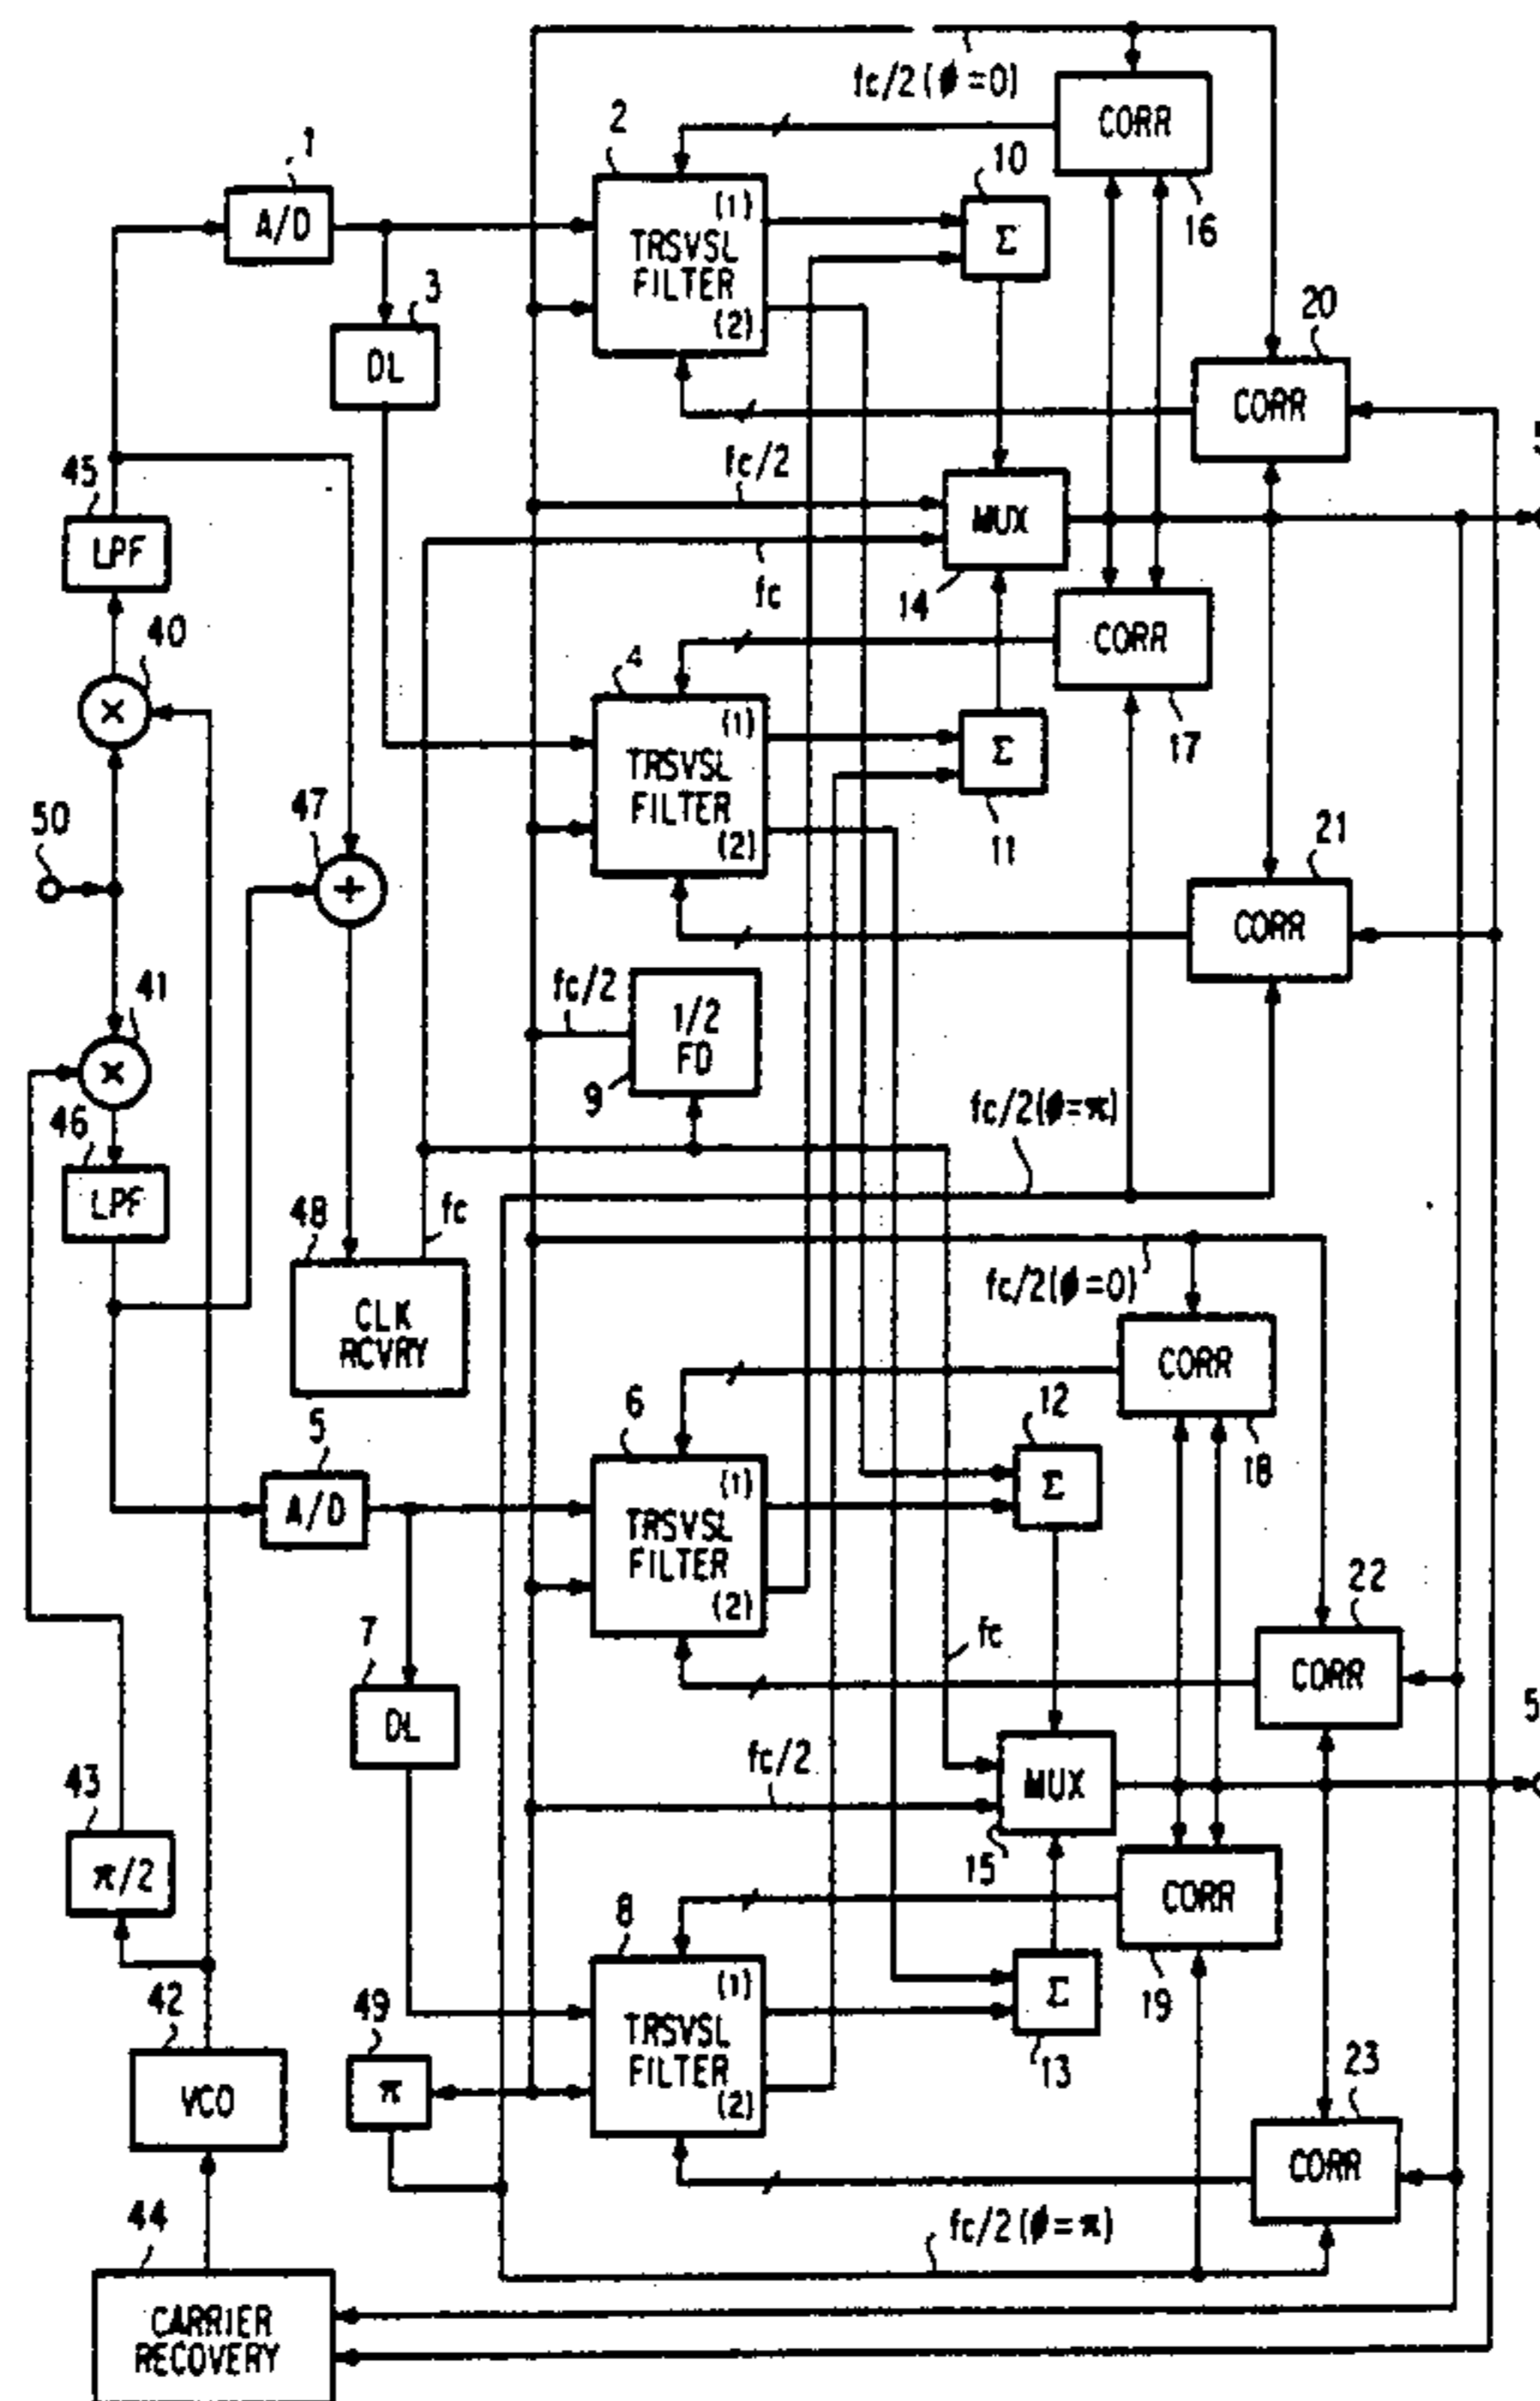 fc/2 (ϕ=0)
CORR
16
1
A/D
2
TRSVSL
FILTER
(1)
(2)
10
Σ
3
DL
20
CORR
45
LPF
fc/2
MUX
14
fc
CORR
17
40
×
4
TRSVSL
FILTER
(1)
(2)
Σ
11
50
47
+
21
CORR
41
×
fc/2
1/2
FD
9
46
LPF
fc/2 (ϕ=π)
48
fc
CLK
RCVRY
fc/2 (ϕ=0)
CORR
18
5
A/D
6
TRSVSL
FILTER
(1)
(2)
12
Σ
7
DL
fc
22
CORR
43
π/2
fc/2
MUX
15
CORR
19
8
TRSVSL
FILTER
(1)
(2)
Σ
13
42
VCO
49
π
23
CORR
44
CARRIER
RECOVERY
fc/2 (ϕ=π)